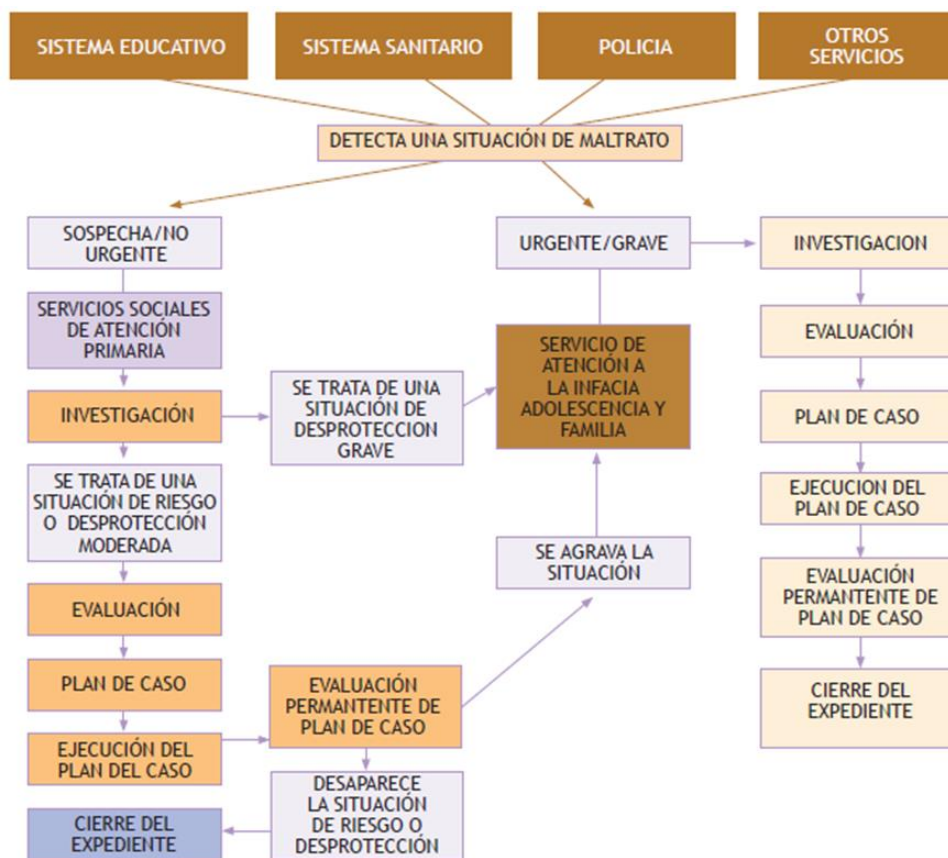 SISTEMA EDUCATIVO
SISTEMA SANITARIO
POLICIA
OTROS
SERVICIOS
DETECTA UNA SITUACIÓN DE MALTRATO
SOSPECHA/NO
URGENTE
SERVICIOS SOCIALES
DE ATENCIÓN
PRIMARIA
INVESTIGACIÓN
SE TRATA DE UNA
SITUACIÓN DE RIESGO
O DESPROTECCIÓN
MODERADA
EVALUACIÓN
PLAN DE CASO
EJECUCIÓN DEL
PLAN DEL CASO
CIERRE DEL
EXPEDIENTE
SE TRATA DE UNA
SITUACIÓN DE
DESPROTECCION
GRAVE
EVALUACIÓN
PERMANTENTE DE
PLAN DE CASO
DESAPARECE
LA SITUACIÓN
DE RIESGO O
DESPROTECCIÓN
URGENTE/GRAVE
SERVICIO DE
ATENCIÓN A
LA INFACIA
ADOLESCENCIA Y
FAMILIA
SE AGRAVA LA
SITUACIÓN
INVESTIGACION
EVALUACIÓN
PLAN DE CASO
EJECUCION DEL
PLAN DE CASO
EVALUACIÓN
PERMANTENTE DE
PLAN DE CASO
CIERRE DEL
EXPEDIENTE